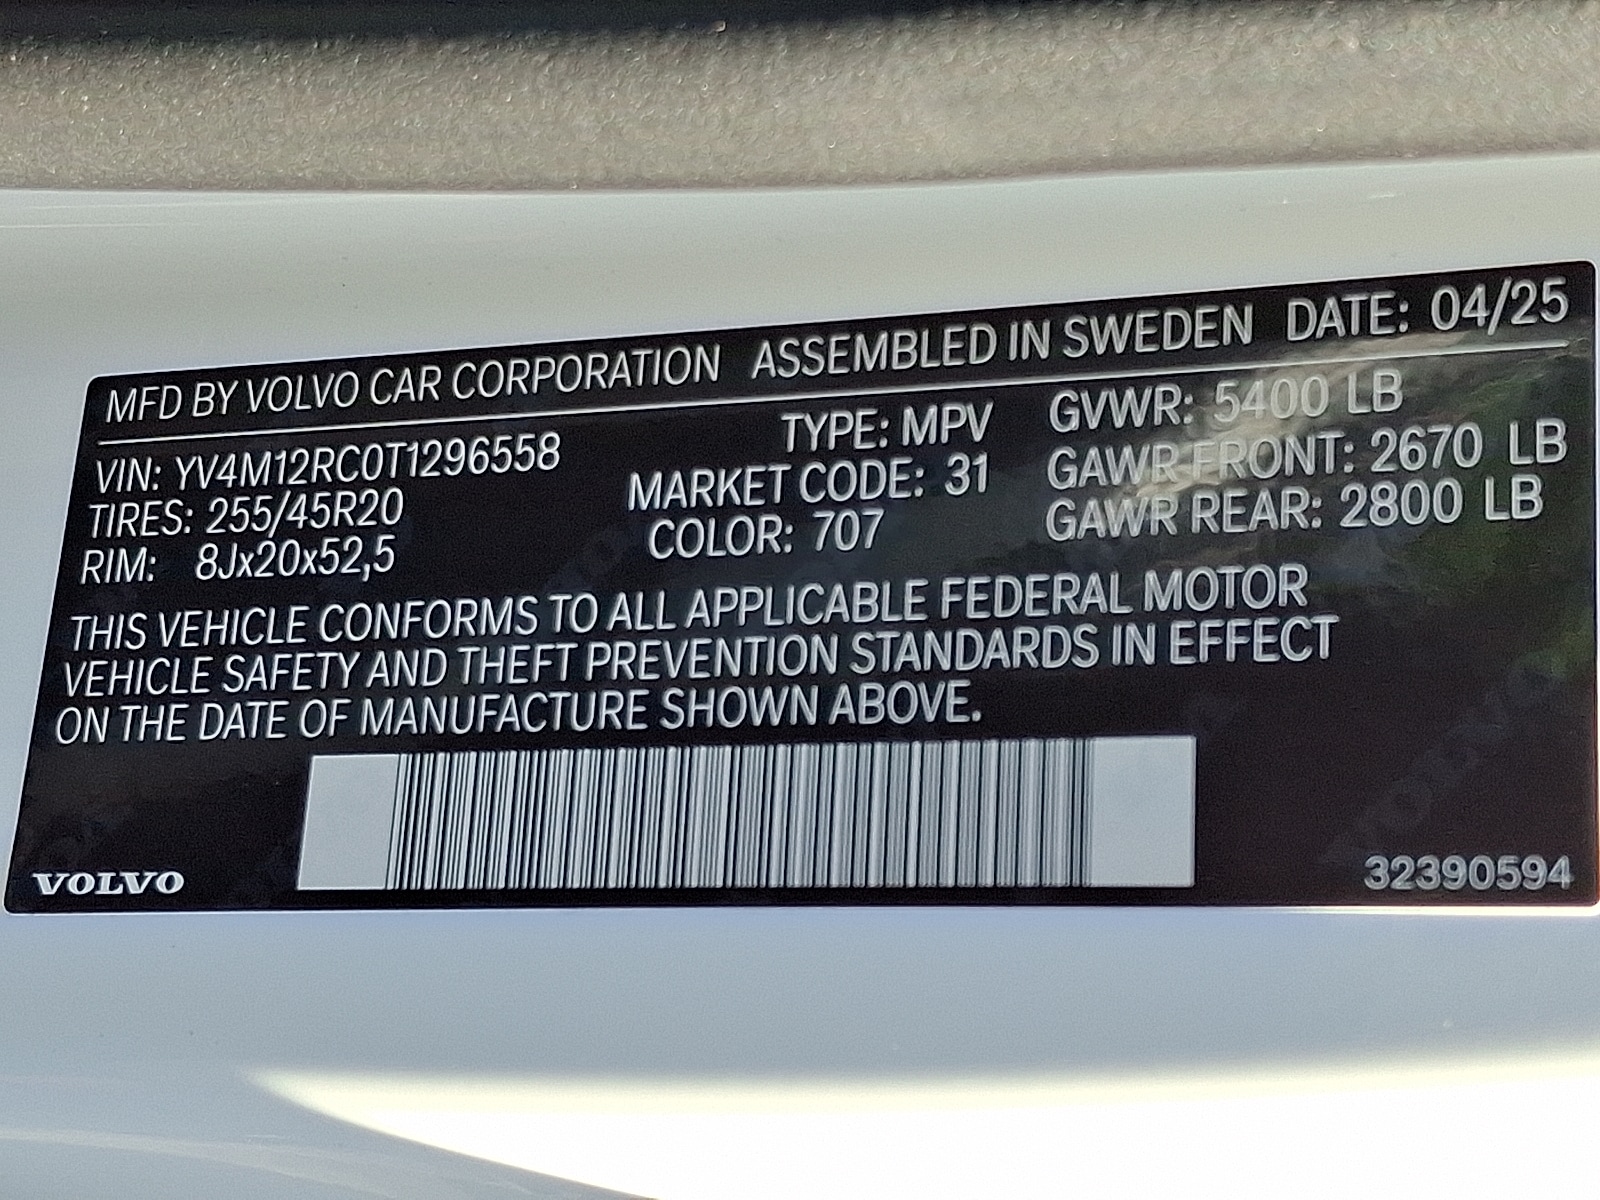 MFD BY VOLVO CAR CORPORATION ASSEMBLED IN SWEDEN DATE: 04/25
VIN: YV4M12RC0T1296558 TYPE: MPV GVWR: 5400 LB
TIRES: 255/45R20 MARKET CODE: 31 GAWR FRONT: 2670 LB
RIM: 8Jx20x52,5 COLOR: 707 GAWR REAR: 2800 LB
THIS VEHICLE CONFORMS TO ALL APPLICABLE FEDERAL MOTOR
VEHICLE SAFETY AND THEFT PREVENTION STANDARDS IN EFFECT
ON THE DATE OF MANUFACTURE SHOWN ABOVE.
VOLVO 32390594